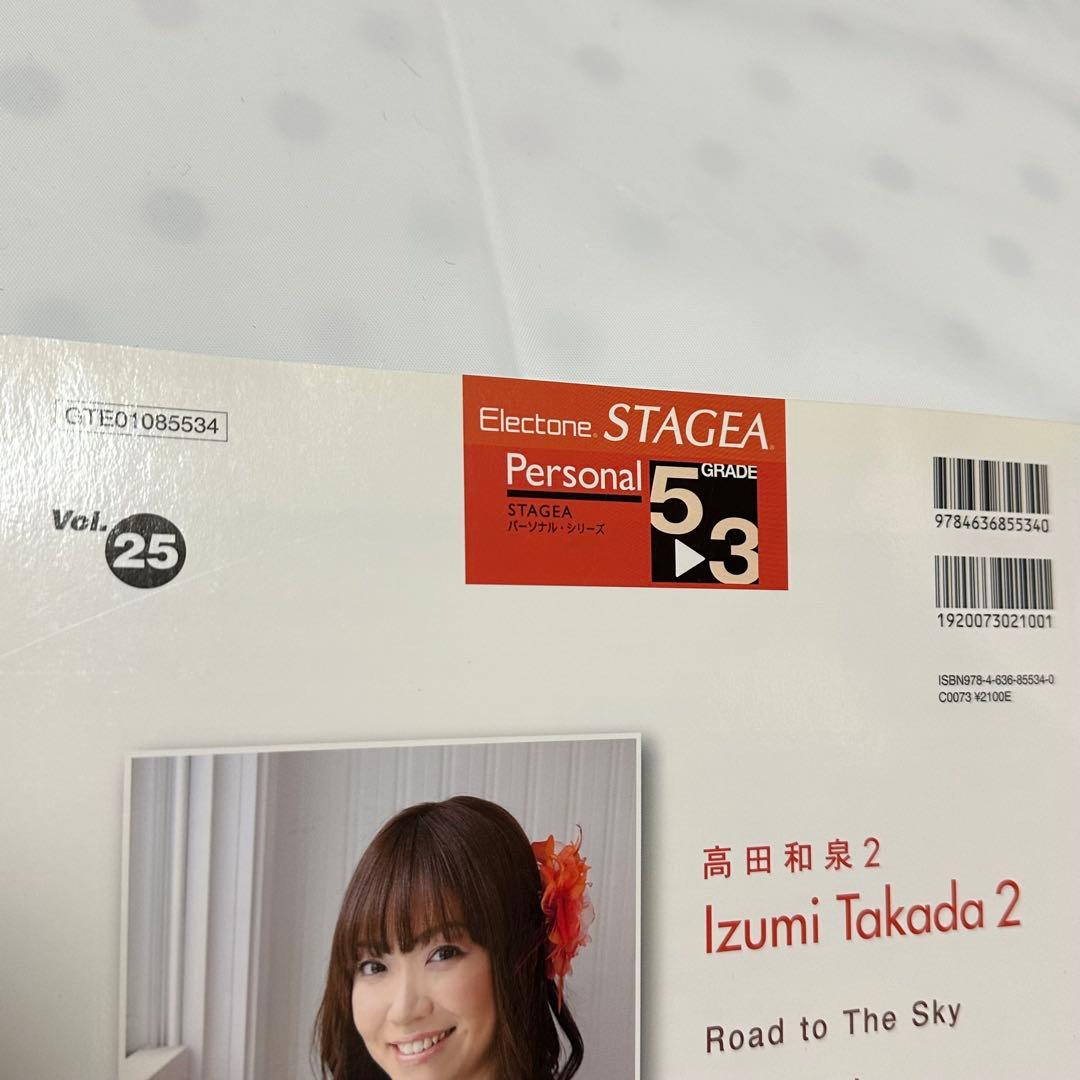 GTE01085534
Vol. 25
Electone® STAGEA®
Personal
STAGEA
パーソナル・シリーズ
GRADE
5▶3
9784636855340
1920073021001
ISBN978-4-636-85534-0
C0073 ¥2100E
高田和泉2
Izumi Takada 2
Road to The Sky